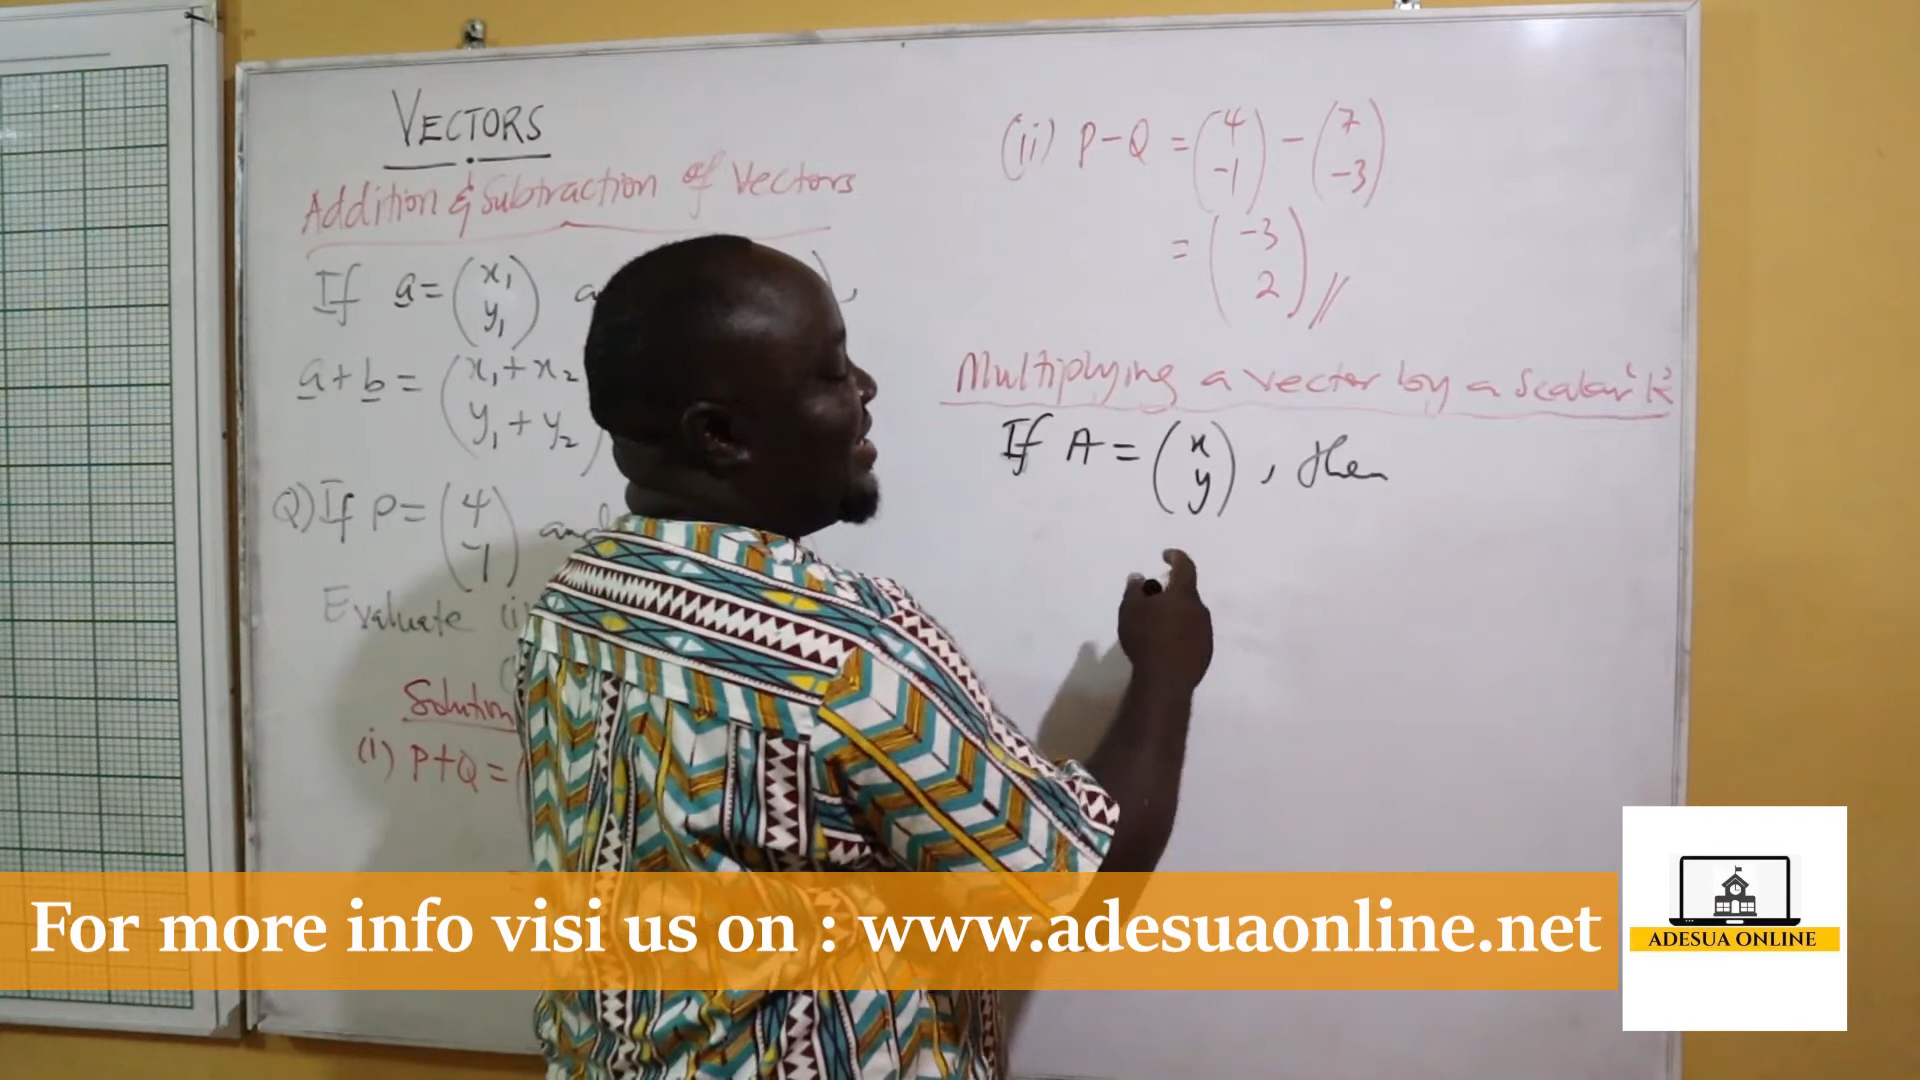 VECTORS
Addition & Subtraction of Vectors
If a = (x₁
y₁)
a + b = (x₁ + x₂
y₁ + y₂)
Q) If P = (4
-1) and
Evaluate (i)
Solution
(i) P+Q = (
(ii) P-Q = (4
-1) - (7
-3)
= (-3
2) //
Multiplying a vector by a scalar 'k'
If A = (x
y), then
For more info visi us on : www.adesuaonline.net
ADESUA ONLINE